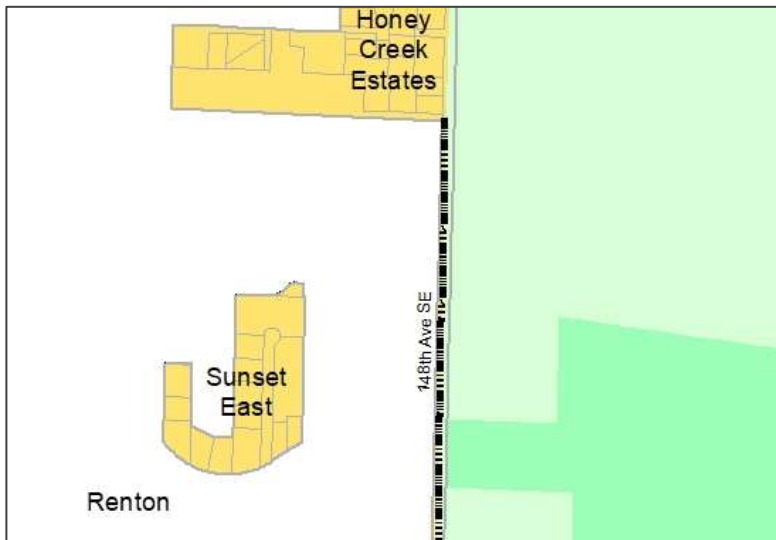 Honey
Creek
Estates
148th Ave SE
Sunset
East
Renton